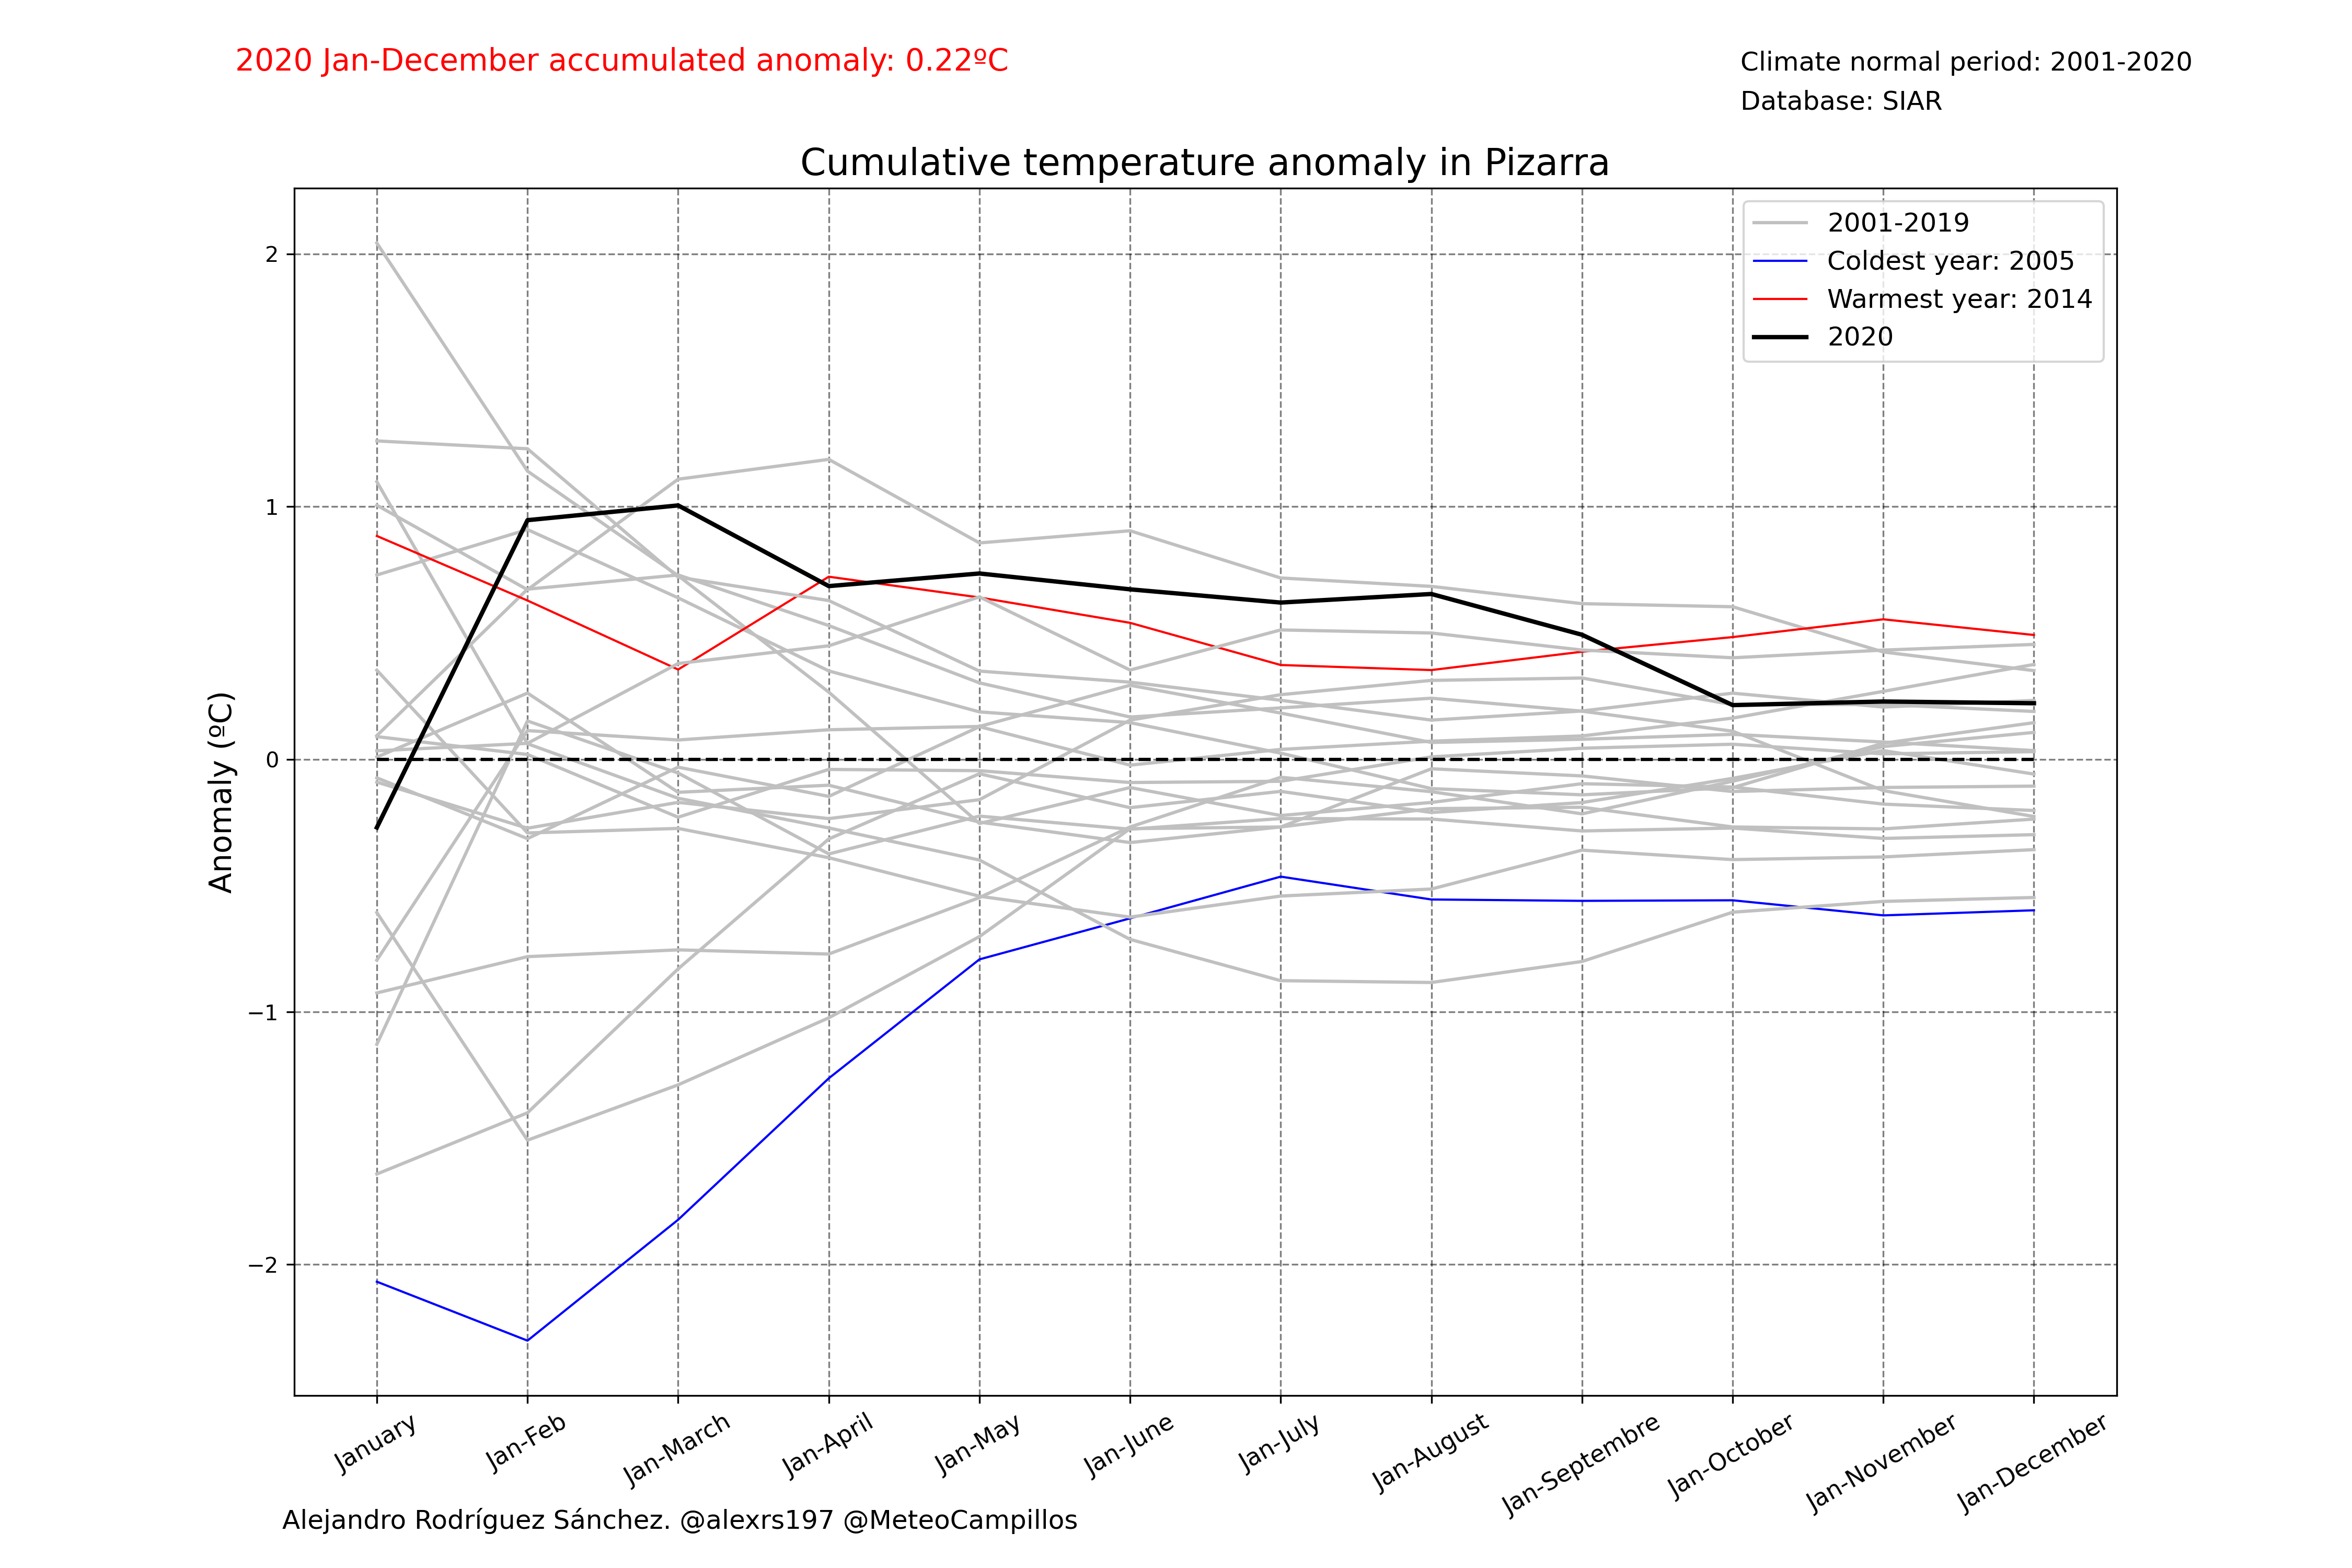 2020 Jan-December accumulated anomaly: 0.22ºC
Climate normal period: 2001-2020
Database: SIAR
Cumulative temperature anomaly in Pizarra
2001-2019
Coldest year: 2005
Warmest year: 2014
2020
2
1
0
−1
−2
Anomaly (ºC)
January
Jan-Feb
Jan-March
Jan-April
Jan-May
Jan-June
Jan-July
Jan-August
Jan-Septembre
Jan-October
Jan-November
Jan-December
Alejandro Rodríguez Sánchez. @alexrs197 @MeteoCampillos